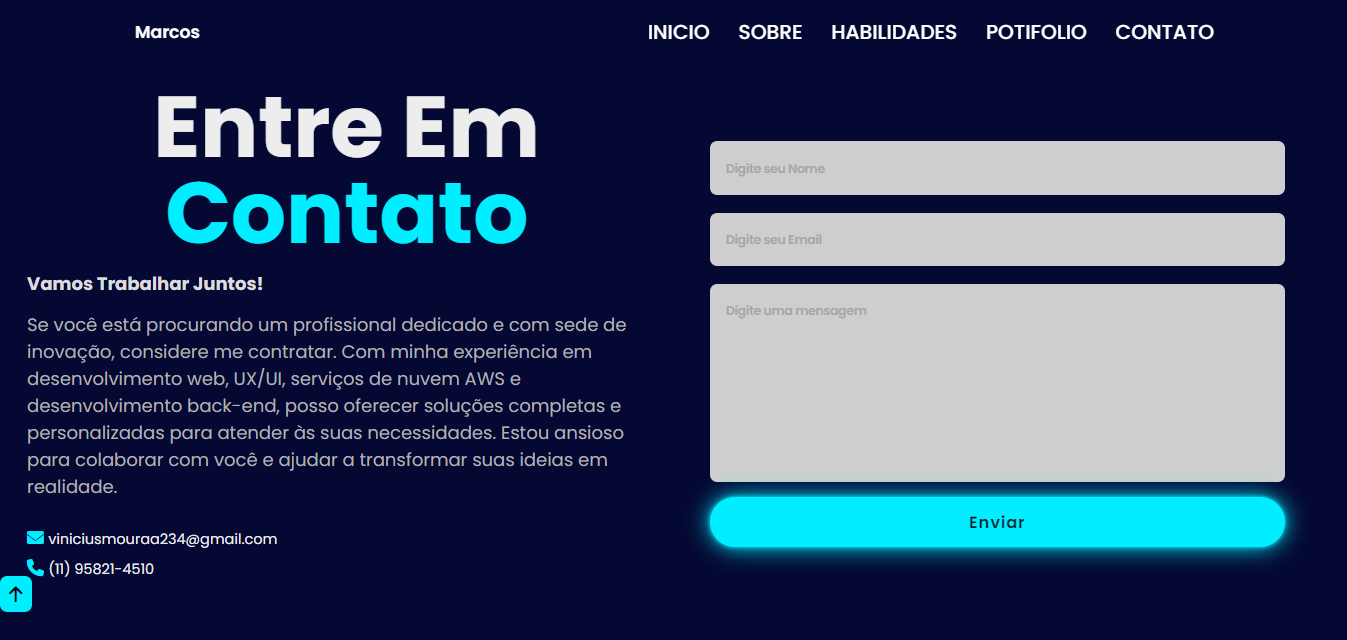 Marcos
INICIO SOBRE HABILIDADES POTIFOLIO CONTATO
Entre Em
Contato
Vamos Trabalhar Juntos!
Se você está procurando um profissional dedicado e com sede de
inovação, considere me contratar. Com minha experiência em
desenvolvimento web, UX/UI, serviços de nuvem AWS e
desenvolvimento back-end, posso oferecer soluções completas e
personalizadas para atender às suas necessidades. Estou ansioso
para colaborar com você e ajudar a transformar suas ideias em
realidade.
viniciusmouraa234@gmail.com
(11) 95821-4510
Digite seu Nome
Digite seu Email
Digite uma mensagem
Enviar